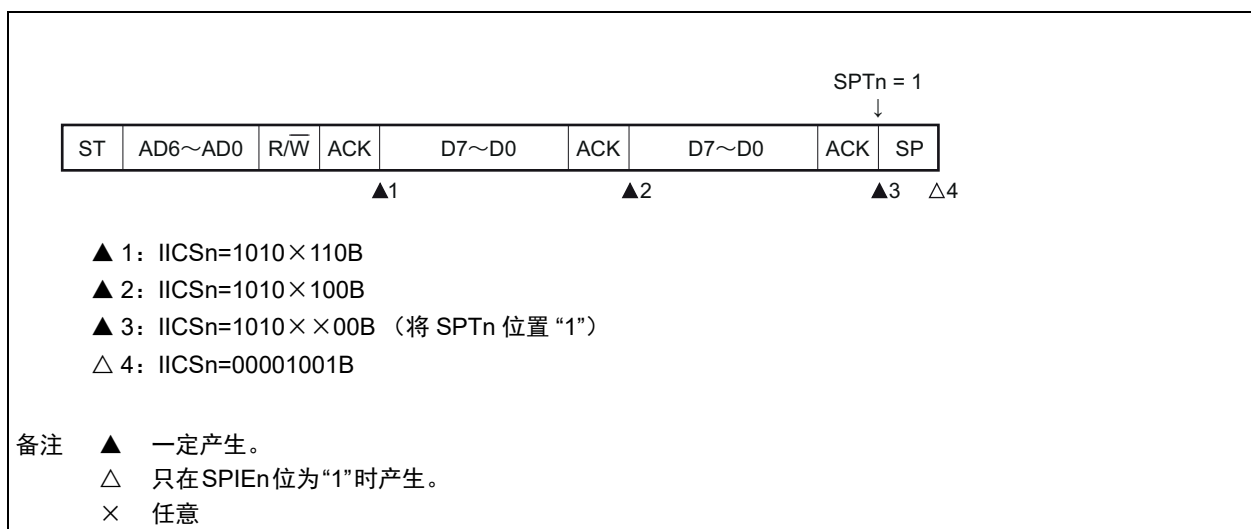 SPTn = 1
↓
ST AD6～AD0 R/W̅ ACK D7～D0 ACK D7～D0 ACK SP
▲1 ▲2 ▲3 △4
▲ 1：IICSn=1010×110B
▲ 2：IICSn=1010×100B
▲ 3：IICSn=1010××00B （将 SPTn 位置 “1”）
△ 4：IICSn=00001001B
备注 ▲ 一定产生。
△ 只在SPIEn位为“1”时产生。
× 任意